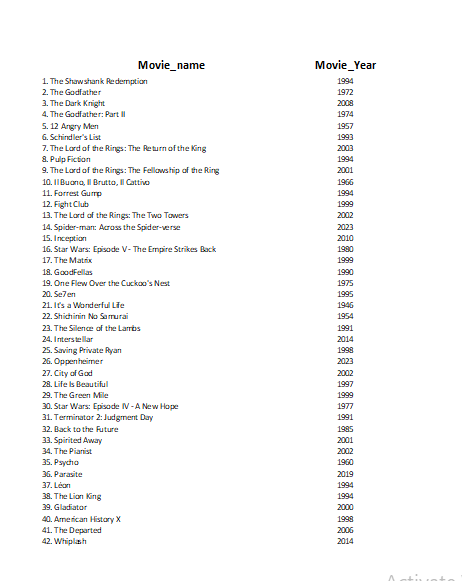 Movie_name Movie_Year
1. The Shawshank Redemption 1994
2. The Godfather 1972
3. The Dark Knight 2008
4. The Godfather: Part II 1974
5. 12 Angry Men 1957
6. Schindler's List 1993
7. The Lord of the Rings: The Return of the King 2003
8. Pulp Fiction 1994
9. The Lord of the Rings: The Fellowship of the Ring 2001
10. Il Buono, Il Brutto, Il Cattivo 1966
11. Forrest Gump 1994
12. Fight Club 1999
13. The Lord of the Rings: The Two Towers 2002
14. Spider-man: Across the Spider-verse 2023
15. Inception 2010
16. Star Wars: Episode V - The Empire Strikes Back 1980
17. The Matrix 1999
18. GoodFellas 1990
19. One Flew Over the Cuckoo's Nest 1975
20. Se7en 1995
21. It's a Wonderful Life 1946
22. Shichinin No Samurai 1954
23. The Silence of the Lambs 1991
24. Interstellar 2014
25. Saving Private Ryan 1998
26. Oppenheimer 2023
27. City of God 2002
28. Life Is Beautiful 1997
29. The Green Mile 1999
30. Star Wars: Episode IV - A New Hope 1977
31. Terminator 2: Judgment Day 1991
32. Back to the Future 1985
33. Spirited Away 2001
34. The Pianist 2002
35. Psycho 1960
36. Parasite 2019
37. Léon 1994
38. The Lion King 1994
39. Gladiator 2000
40. American History X 1998
41. The Departed 2006
42. Whiplash 2014